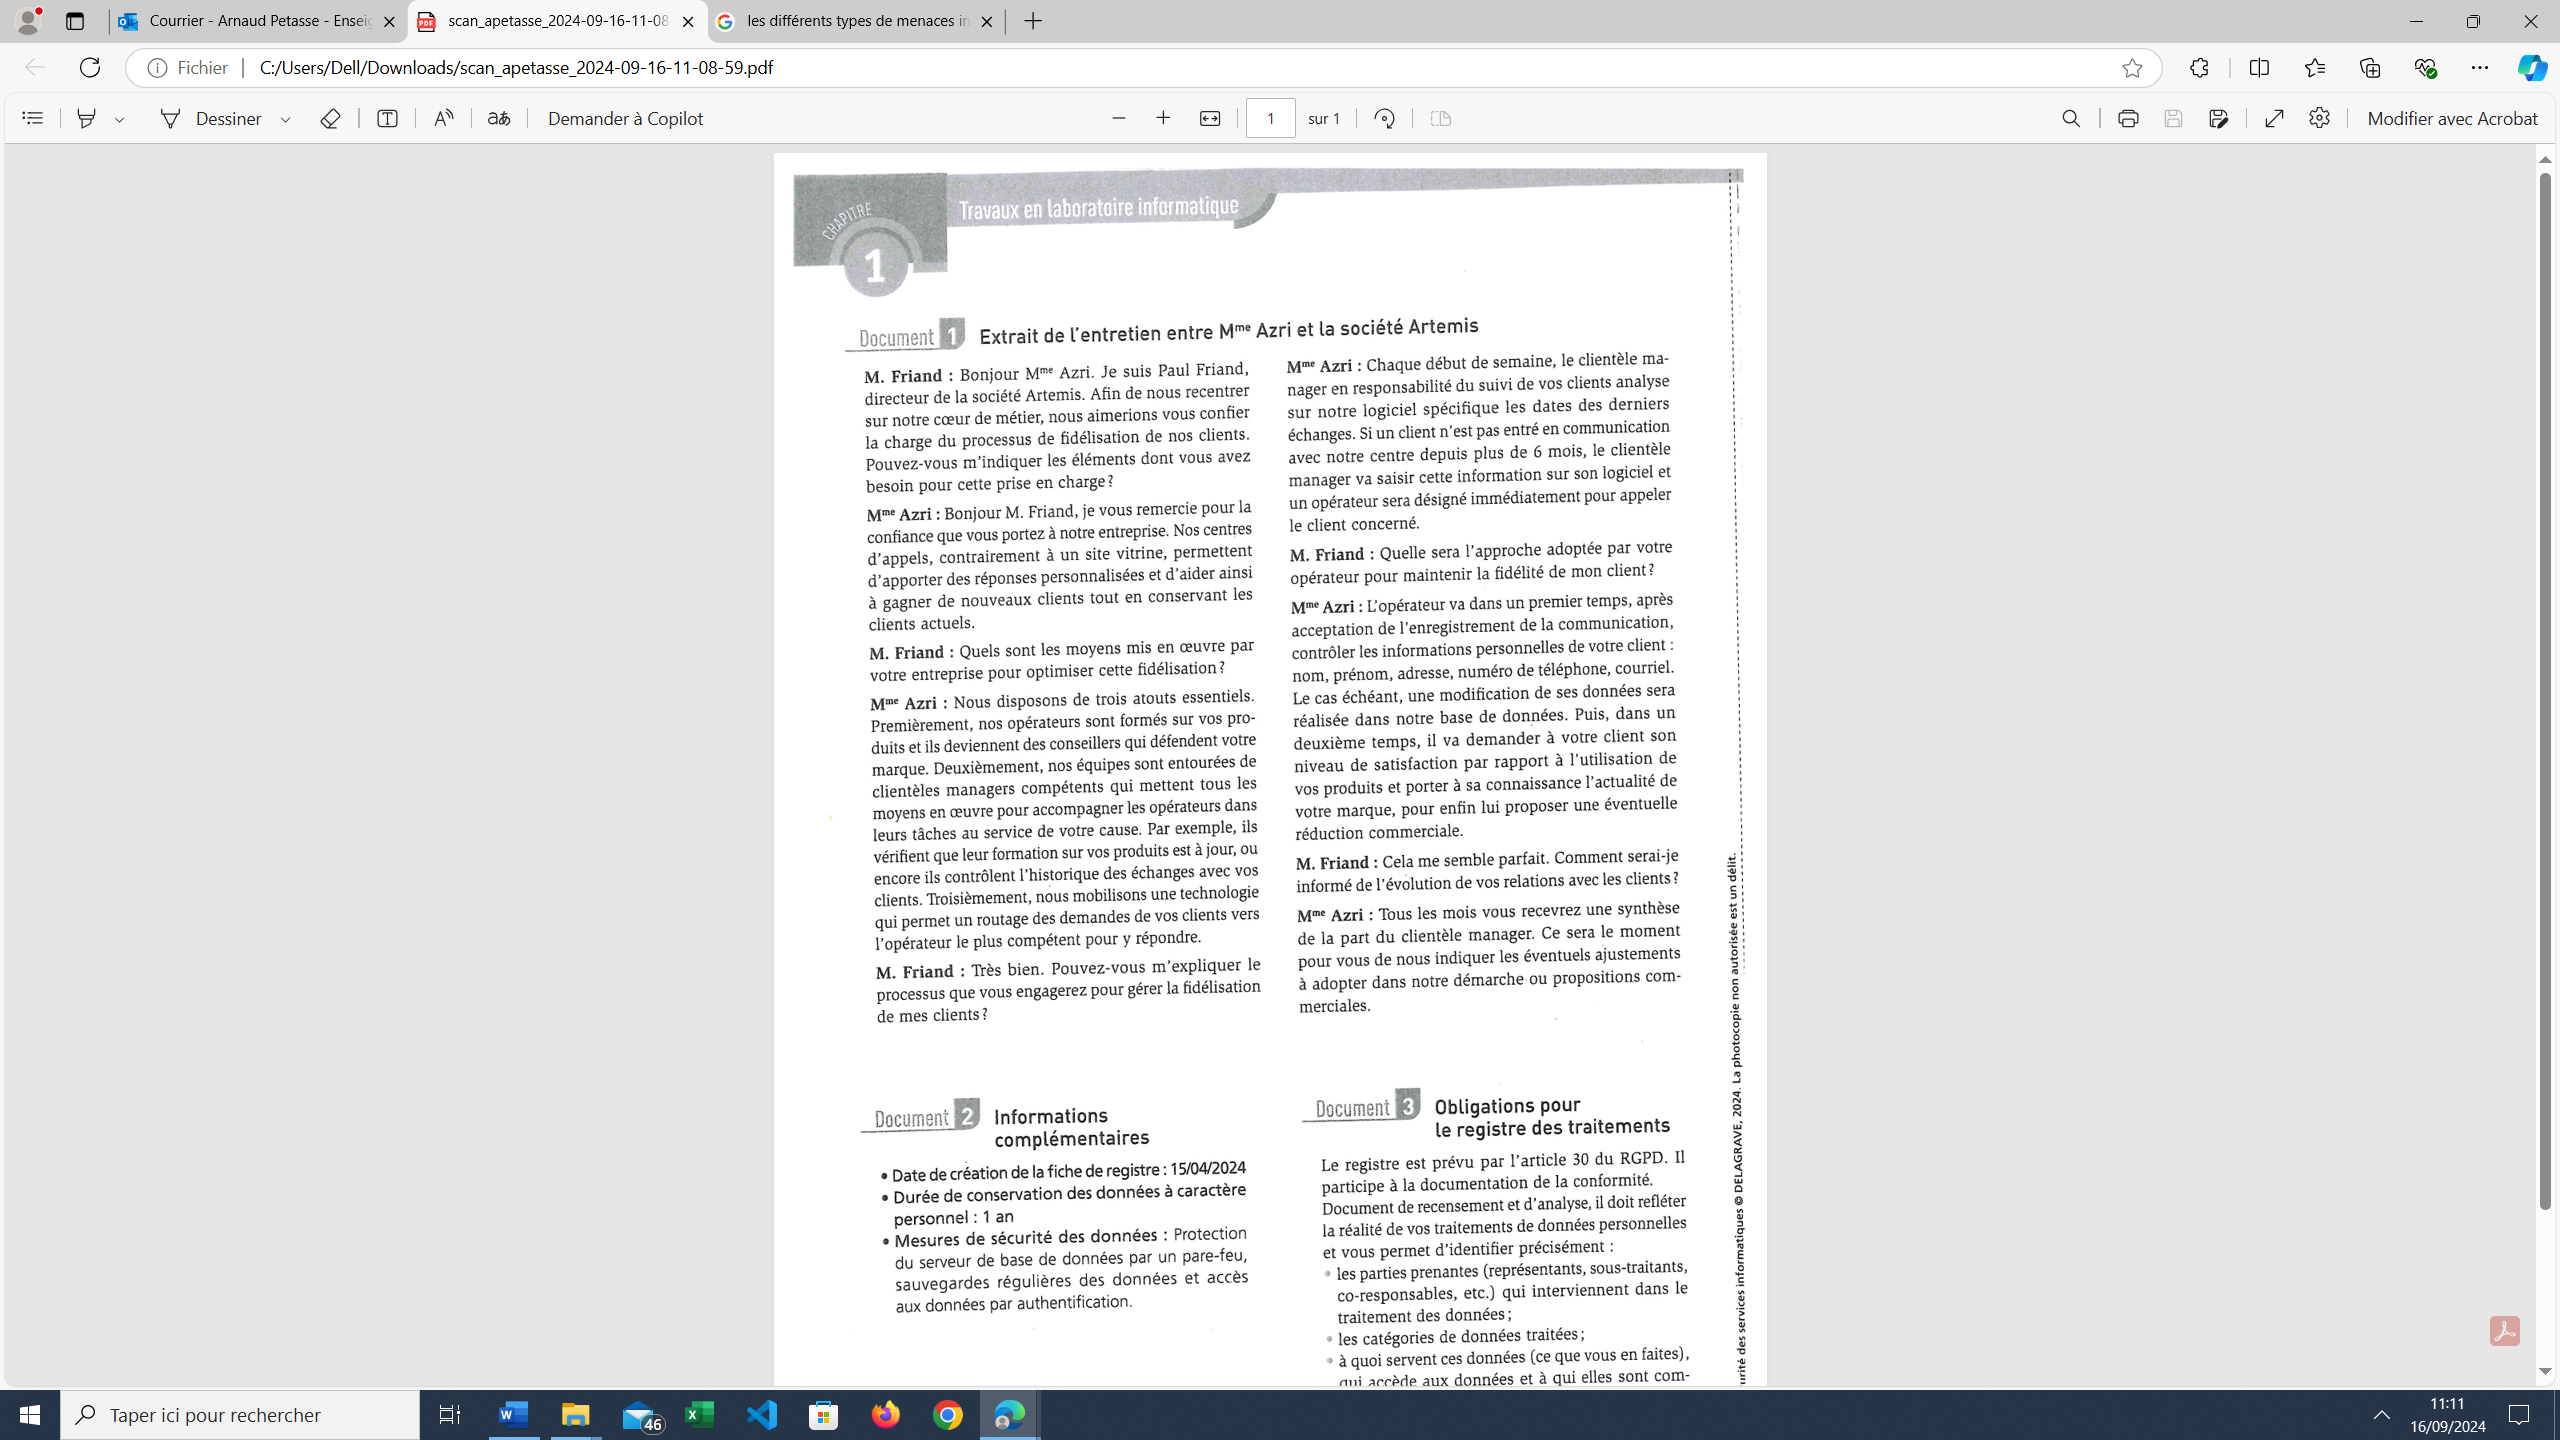 Courrier - Arnaud Petasse - Enseig
scan_apetasse_2024-09-16-11-08
les différents types de menaces in
Fichier
C:/Users/Dell/Downloads/scan_apetasse_2024-09-16-11-08-59.pdf
Dessiner
Demander à Copilot
1
sur 1
Modifier avec Acrobat
CHAPITRE
1
Travaux en laboratoire informatique
Document 1 Extrait de l'entretien entre Mme Azri et la société Artemis
M. Friand : Bonjour Mme Azri. Je suis Paul Friand,
directeur de la société Artemis. Afin de nous recentrer
sur notre cœur de métier, nous aimerions vous confier
la charge du processus de fidélisation de nos clients.
Pouvez-vous m'indiquer les éléments dont vous avez
besoin pour cette prise en charge ?
Mme Azri : Bonjour M. Friand, je vous remercie pour la
confiance que vous portez à notre entreprise. Nos centres
d'appels, contrairement à un site vitrine, permettent
d'apporter des réponses personnalisées et d'aider ainsi
à gagner de nouveaux clients tout en conservant les
clients actuels.
M. Friand : Quels sont les moyens mis en œuvre par
votre entreprise pour optimiser cette fidélisation ?
Mme Azri : Nous disposons de trois atouts essentiels.
Premièrement, nos opérateurs sont formés sur vos pro-
duits et ils deviennent des conseillers qui défendent votre
marque. Deuxièmement, nos équipes sont entourées de
clientèles managers compétents qui mettent tous les
moyens en œuvre pour accompagner les opérateurs dans
leurs tâches au service de votre cause. Par exemple, ils
vérifient que leur formation sur vos produits est à jour, ou
encore ils contrôlent l'historique des échanges avec vos
clients. Troisièmement, nous mobilisons une technologie
qui permet un routage des demandes de vos clients vers
l'opérateur le plus compétent pour y répondre.
M. Friand : Très bien. Pouvez-vous m'expliquer le
processus que vous engagerez pour gérer la fidélisation
de mes clients ?
Mme Azri : Chaque début de semaine, le clientèle ma-
nager en responsabilité du suivi de vos clients analyse
sur notre logiciel spécifique les dates des derniers
échanges. Si un client n'est pas entré en communication
avec notre centre depuis plus de 6 mois, le clientèle
manager va saisir cette information sur son logiciel et
un opérateur sera désigné immédiatement pour appeler
le client concerné.
M. Friand : Quelle sera l'approche adoptée par votre
opérateur pour maintenir la fidélité de mon client ?
Mme Azri : L'opérateur va dans un premier temps, après
acceptation de l'enregistrement de la communication,
contrôler les informations personnelles de votre client :
nom, prénom, adresse, numéro de téléphone, courriel.
Le cas échéant, une modification de ses données sera
réalisée dans notre base de données. Puis, dans un
deuxième temps, il va demander à votre client son
niveau de satisfaction par rapport à l'utilisation de
vos produits et porter à sa connaissance l'actualité de
votre marque, pour enfin lui proposer une éventuelle
réduction commerciale.
M. Friand : Cela me semble parfait. Comment serai-je
informé de l'évolution de vos relations avec les clients ?
Mme Azri : Tous les mois vous recevrez une synthèse
de la part du clientèle manager. Ce sera le moment
pour vous de nous indiquer les éventuels ajustements
à adopter dans notre démarche ou propositions com-
merciales.
Document 2 Informations
complémentaires
• Date de création de la fiche de registre : 15/04/2024
• Durée de conservation des données à caractère
personnel : 1 an
• Mesures de sécurité des données : Protection
du serveur de base de données par un pare-feu,
sauvegardes régulières des données et accès
aux données par authentification.
Document 3 Obligations pour
le registre des traitements
Le registre est prévu par l'article 30 du RGPD. Il
participe à la documentation de la conformité.
Document de recensement et d'analyse, il doit refléter
la réalité de vos traitements de données personnelles
et vous permet d'identifier précisément :
• les parties prenantes (représentants, sous-traitants,
co-responsables, etc.) qui interviennent dans le
traitement des données ;
• les catégories de données traitées ;
• à quoi servent ces données (ce que vous en faites),
qui accède aux données et à qui elles sont com-
urité des services informatiques © DELAGRAVE, 2024. La photocopie non autorisée est un délit.
Taper ici pour rechercher
46
11:11
16/09/2024